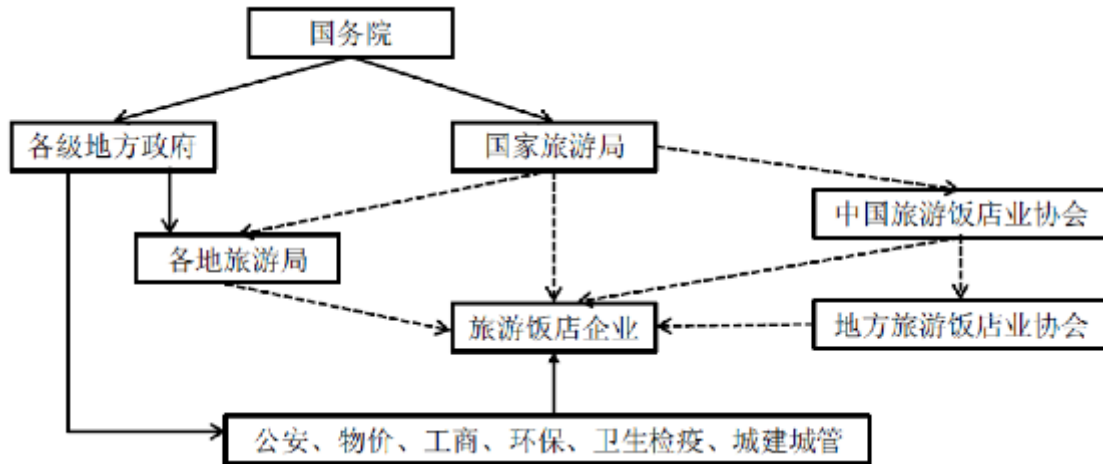 国务院
各级地方政府
国家旅游局
中国旅游饭店业协会
各地旅游局
旅游饭店企业
地方旅游饭店业协会
公安、物价、工商、环保、卫生检疫、城建城管